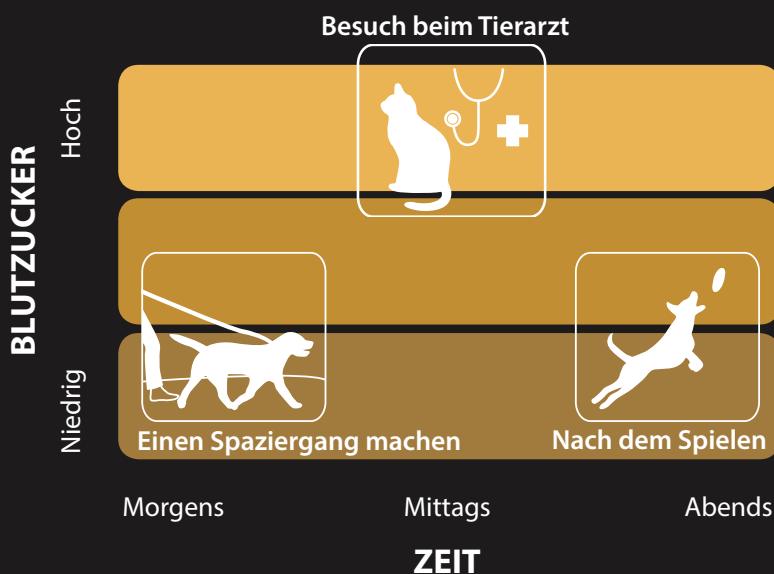 Besuch beim Tierarzt
Hoch
BLUTZUCKER
Niedrig
Einen Spaziergang machen
Nach dem Spielen
Morgens
Mittags
Abends
ZEIT